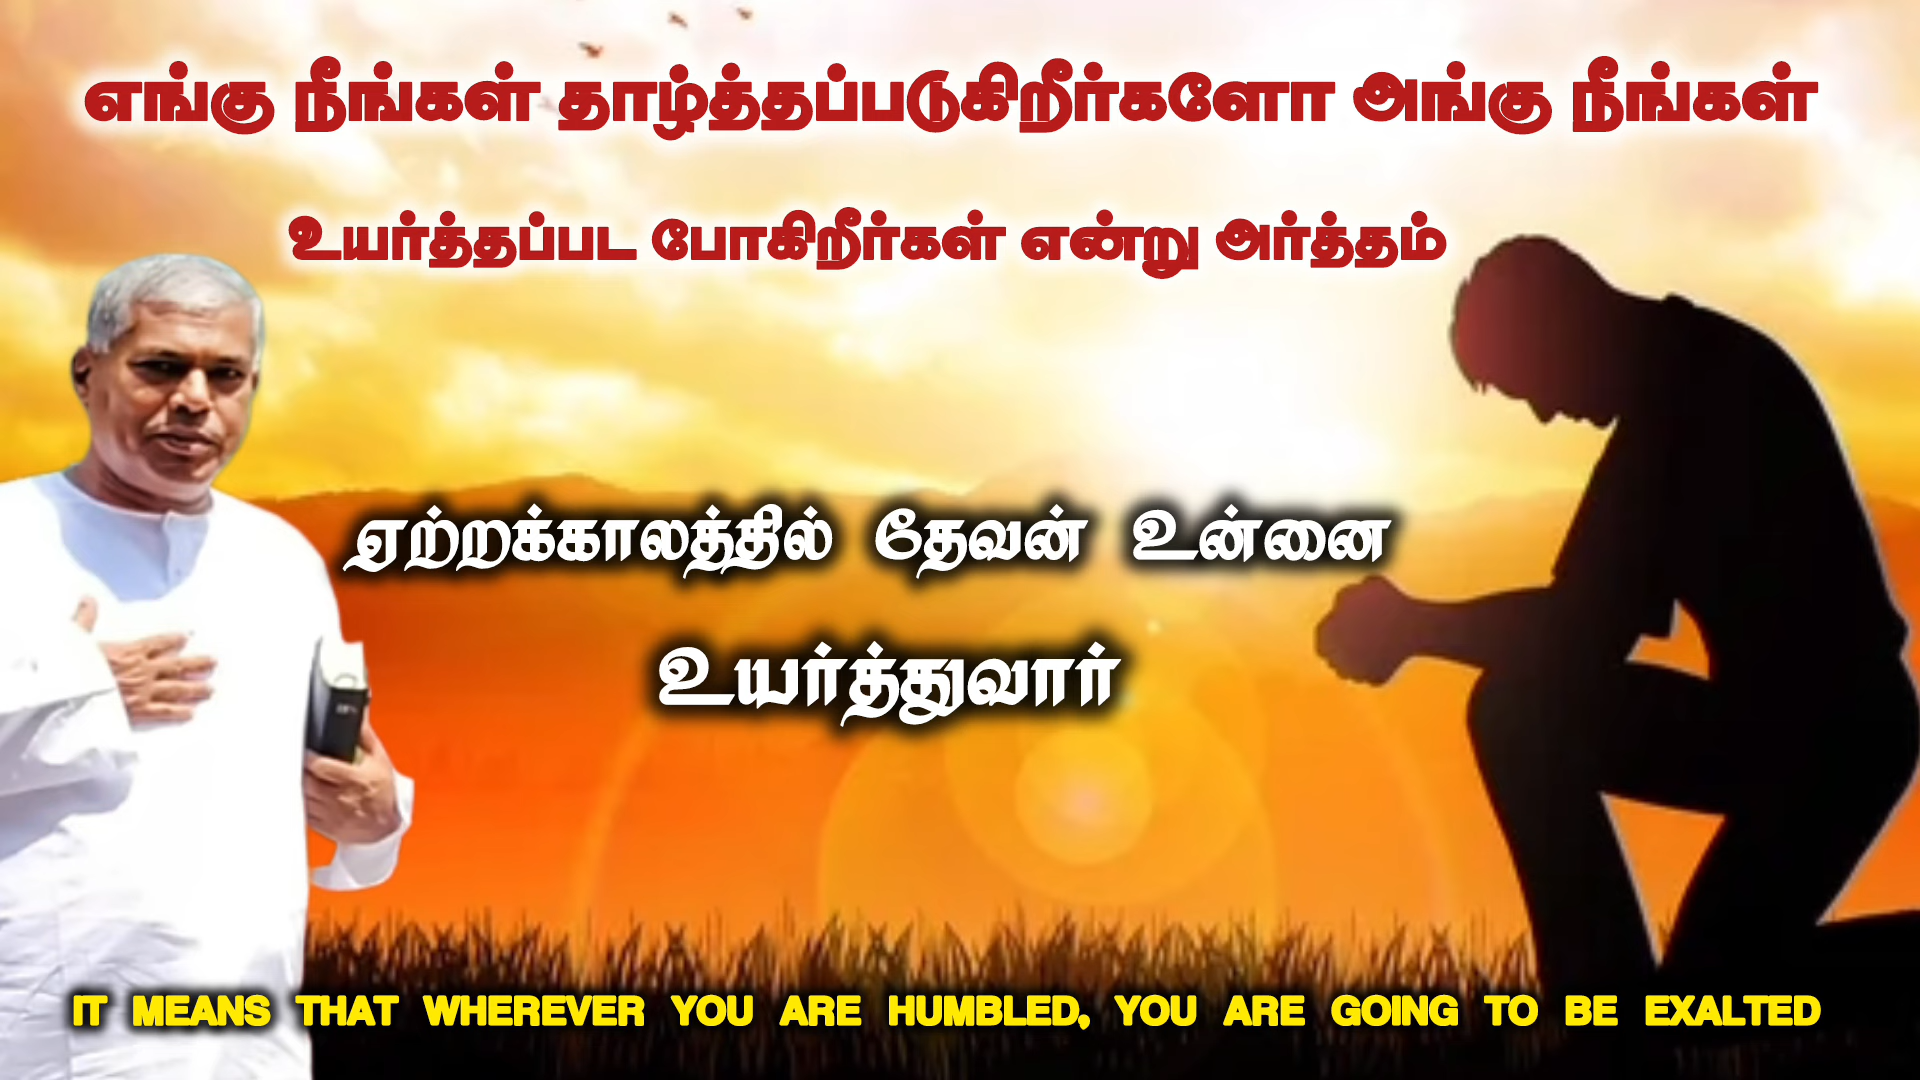 எங்கு நீங்கள் தாழ்த்தப்படுகிறீர்களோ அங்கு நீங்கள்
உயர்த்தப்பட போகிறீர்கள் என்று அர்த்தம்
ஏற்றக்காலத்தில் தேவன் உன்னை
உயர்த்துவார்
IT MEANS THAT WHEREVER YOU ARE HUMBLED, YOU ARE GOING TO BE EXALTED